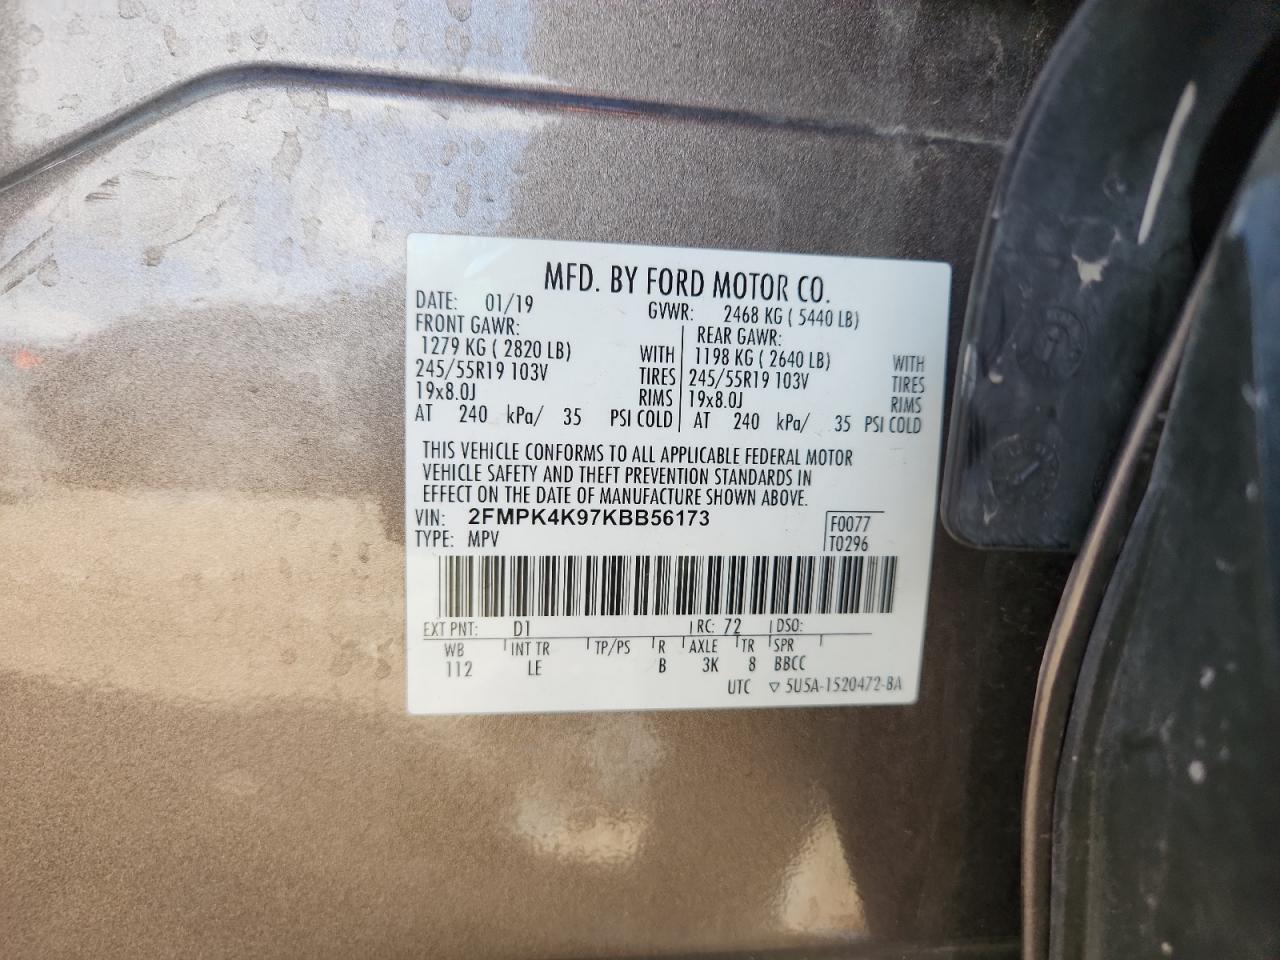 MFD. BY FORD MOTOR CO.
DATE: 01/19 GVWR: 2468 KG ( 5440 LB)
FRONT GAWR: REAR GAWR:
1279 KG ( 2820 LB) WITH 1198 KG ( 2640 LB) WITH
245/55R19 103V TIRES 245/55R19 103V TIRES
19x8.0J RIMS 19x8.0J RIMS
AT 240 kPa/ 35 PSI COLD AT 240 kPa/ 35 PSI COLD
THIS VEHICLE CONFORMS TO ALL APPLICABLE FEDERAL MOTOR
VEHICLE SAFETY AND THEFT PREVENTION STANDARDS IN
EFFECT ON THE DATE OF MANUFACTURE SHOWN ABOVE.
VIN: 2FMPK4K97KBB56173 F0077
TYPE: MPV T0296
EXT PNT: D1 RC: 72 DSO:
WB INT TR TP/PS R AXLE TR SPR
112 LE B 3K 8 BBCC
UTC ▽ 5U5A-1520472-BA